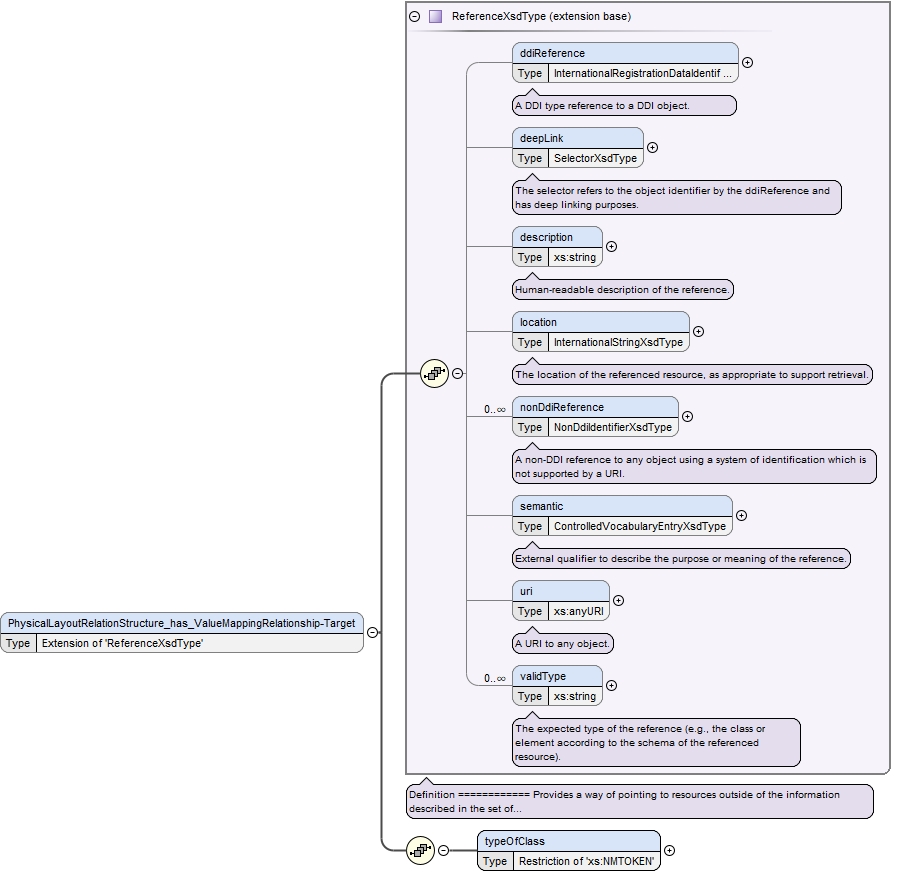 ReferenceXsdType (extension base)
ddiReference
Type InternationalRegistrationDataIdentif ...
A DDI type reference to a DDI object.
deepLink
Type SelectorXsdType
The selector refers to the object identifier by the ddiReference and
has deep linking purposes.
description
Type xs:string
Human-readable description of the reference.
location
Type InternationalStringXsdType
The location of the referenced resource, as appropriate to support retrieval.
0..∞
nonDdiReference
Type NonDdiIdentifierXsdType
A non-DDI reference to any object using a system of identification which is
not supported by a URI.
semantic
Type ControlledVocabularyEntryXsdType
External qualifier to describe the purpose or meaning of the reference.
uri
Type xs:anyURI
A URI to any object.
PhysicalLayoutRelationStructure_has_ValueMappingRelationship-Target
Type Extension of 'ReferenceXsdType'
0..∞
validType
Type xs:string
The expected type of the reference (e.g., the class or
element according to the schema of the referenced
resource).
Definition ============ Provides a way of pointing to resources outside of the information
described in the set of...
typeOfClass
Type Restriction of 'xs:NMTOKEN'